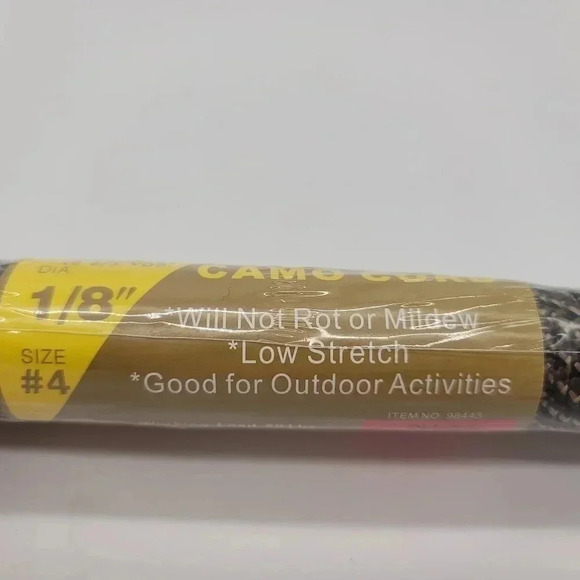 DIA.
CAMO CORD
1/8"
*Will Not Rot or Mildew
*Low Stretch
SIZE
#4
*Good for Outdoor Activities
ITEM NO. 98443